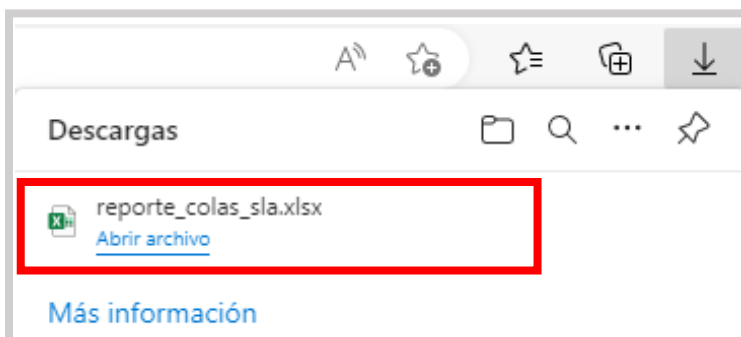 Descargas
reporte_colas_sla.xlsx
Abrir archivo
Más información